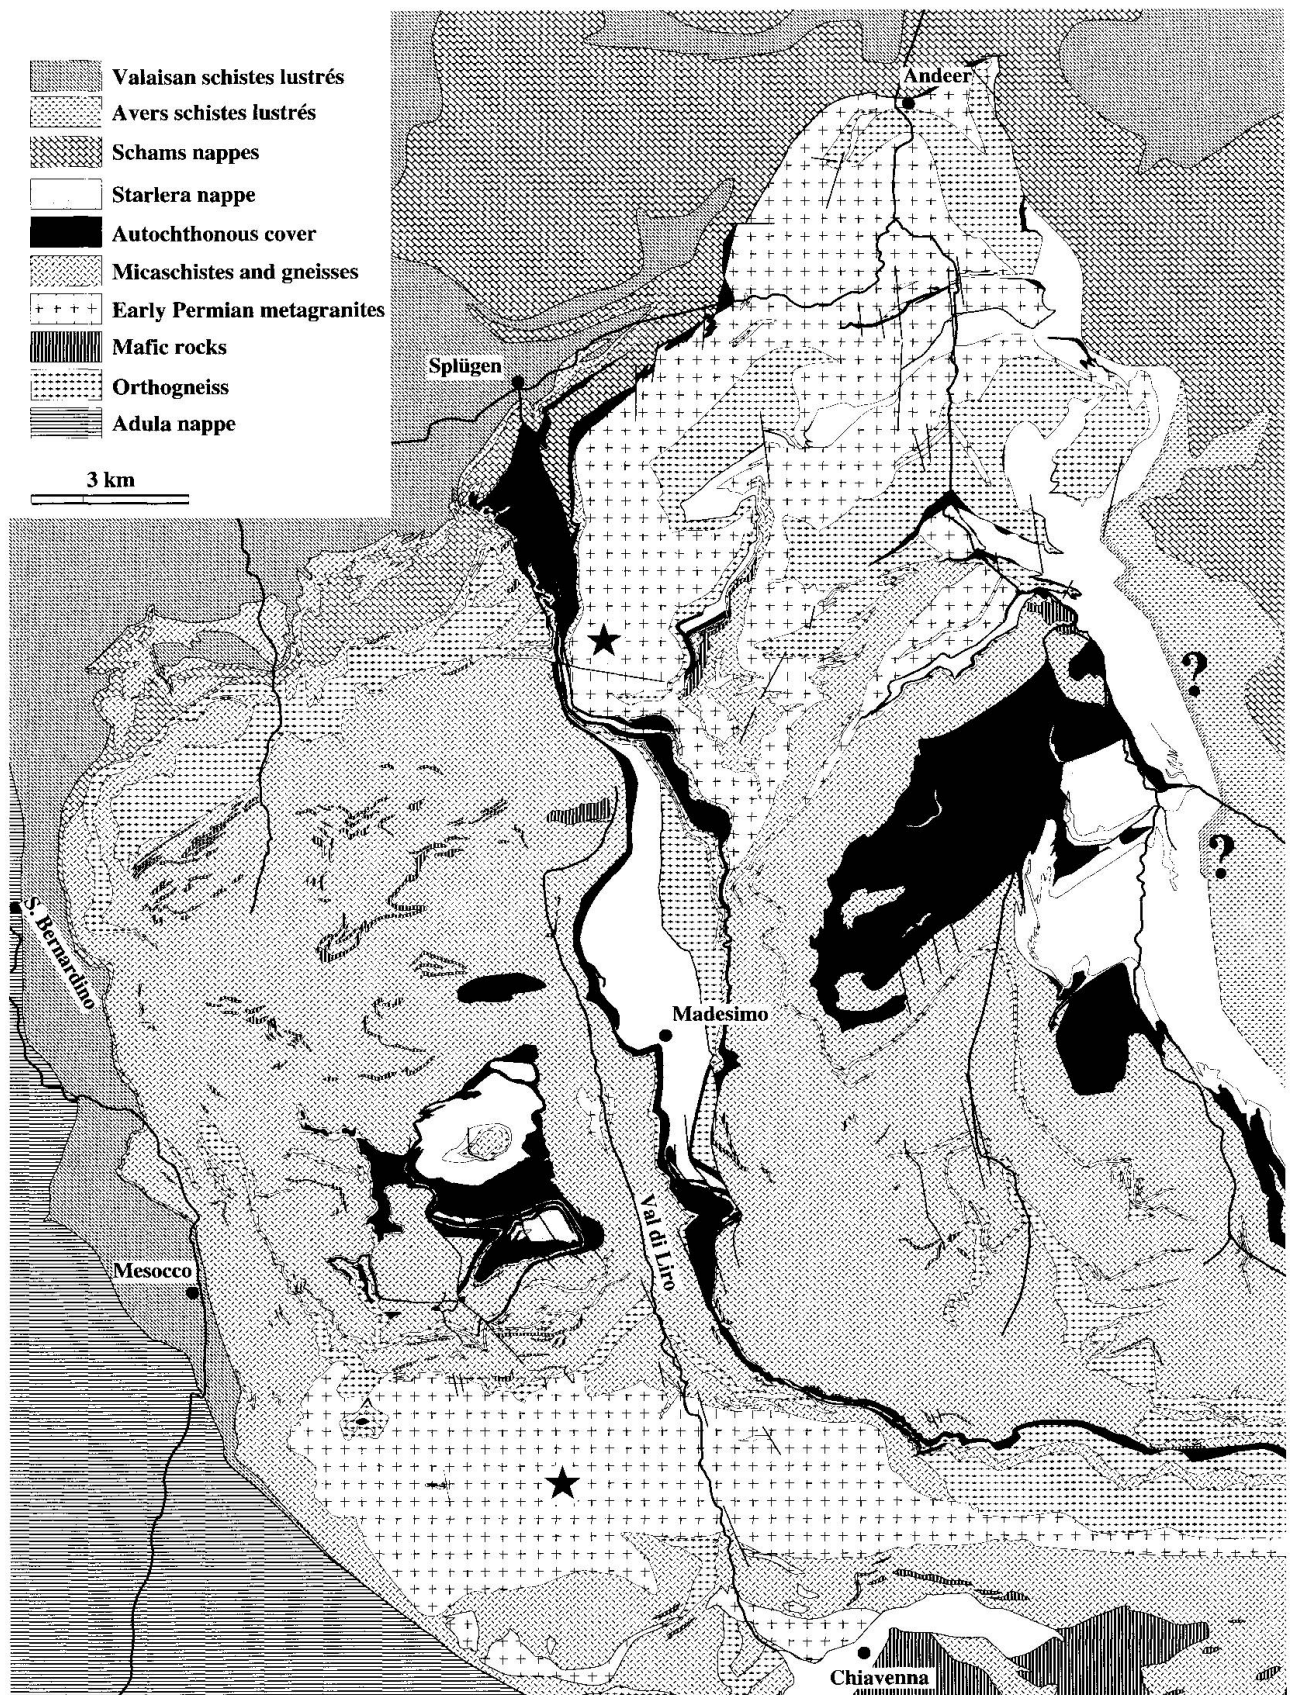 Valaisan schistes lustrés
Avers schistes lustrés
Schams nappes
Starlera nappe
Autochthonous cover
Micaschistes and gneisses
Early Permian metagranites
Mafic rocks
Orthogneiss
Adula nappe
3 km
Andeer
Splügen
?
?
S. Bernardino
Madesimo
Val di Liro
Mesocco
Chiavenna